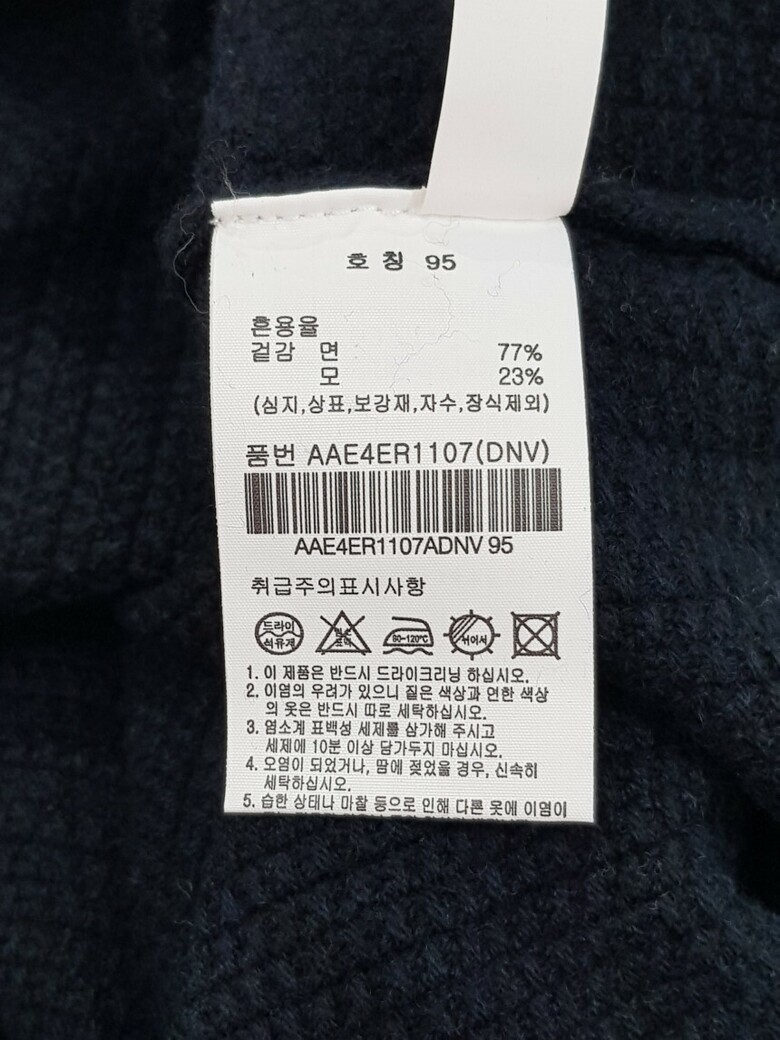 호칭 95
혼용율
겉감 면 77%
모 23%
(심지,상표,보강재,자수,장식제외)
품번 AAE4ER1107(DNV)
AAE4ER1107ADNV 95
취급주의표시사항
드라이
석유계
60-120℃
뉘어서
1. 이 제품은 반드시 드라이크리닝 하십시오.
2. 이염의 우려가 있으니 짙은 색상과 연한 색상
의 옷은 반드시 따로 세탁하십시오.
3. 염소계 표백성 세제를 삼가해 주시고
세제에 10분 이상 담가두지 마십시오.
4. 오염이 되었거나, 땀에 젖었을 경우, 신속히
세탁하십시오.
5. 습한 상태나 마찰 등으로 인해 다른 옷에 이염이